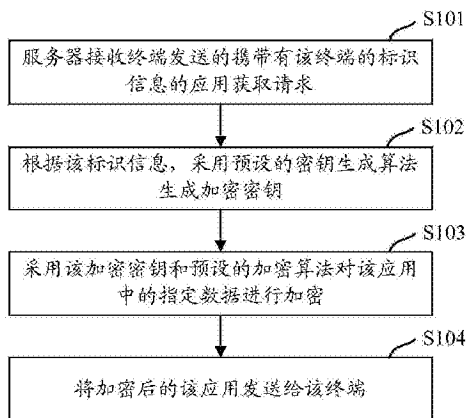 S101
服务器接收终端发送的携带有该终端的标识
信息的应用获取请求
S102
根据该标识信息，采用预设的密钥生成算法
生成加密密钥
S103
采用该加密密钥和预设的加密算法对该应用
中的指定数据进行加密
S104
将加密后的该应用发送给该终端